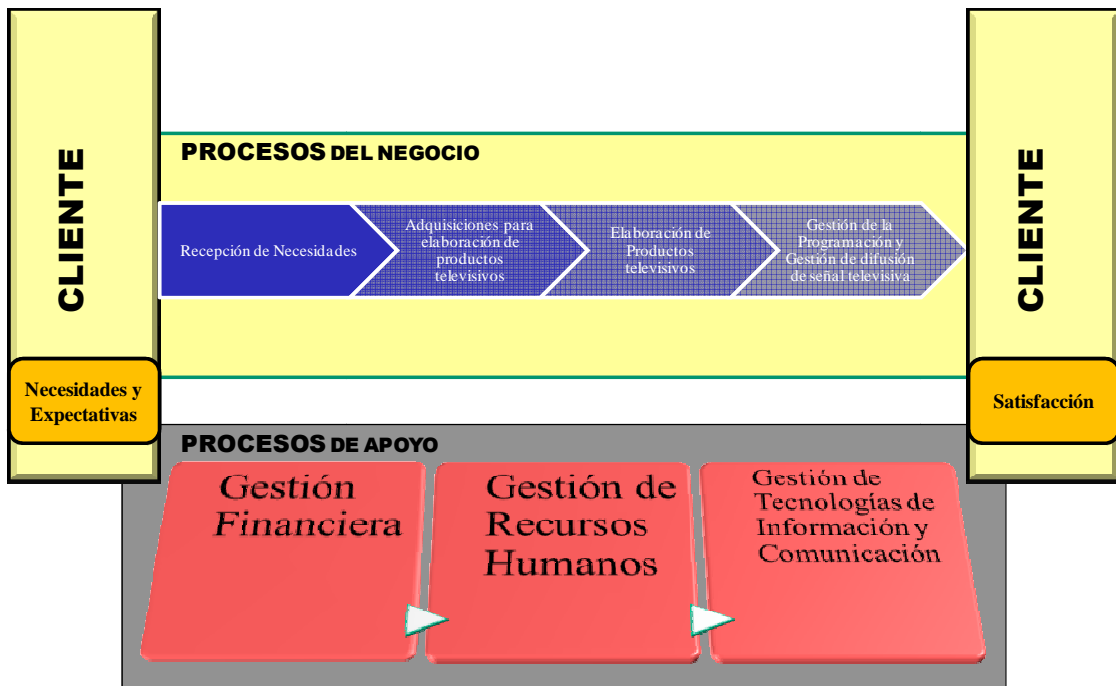 CLIENTE
Necesidades y
Expectativas
PROCESOS DEL NEGOCIO
Recepción de Necesidades
Adquisiciones para
elaboración de
productos
televisivos
Elaboración de
Productos
televisivos
Gestión de la
Programación y
Gestión de difusión
de señal televisiva
CLIENTE
Satisfacción
PROCESOS DE APOYO
Gestión
Financiera
Gestión de
Recursos
Humanos
Gestión de
Tecnologías de
Información y
Comunicación